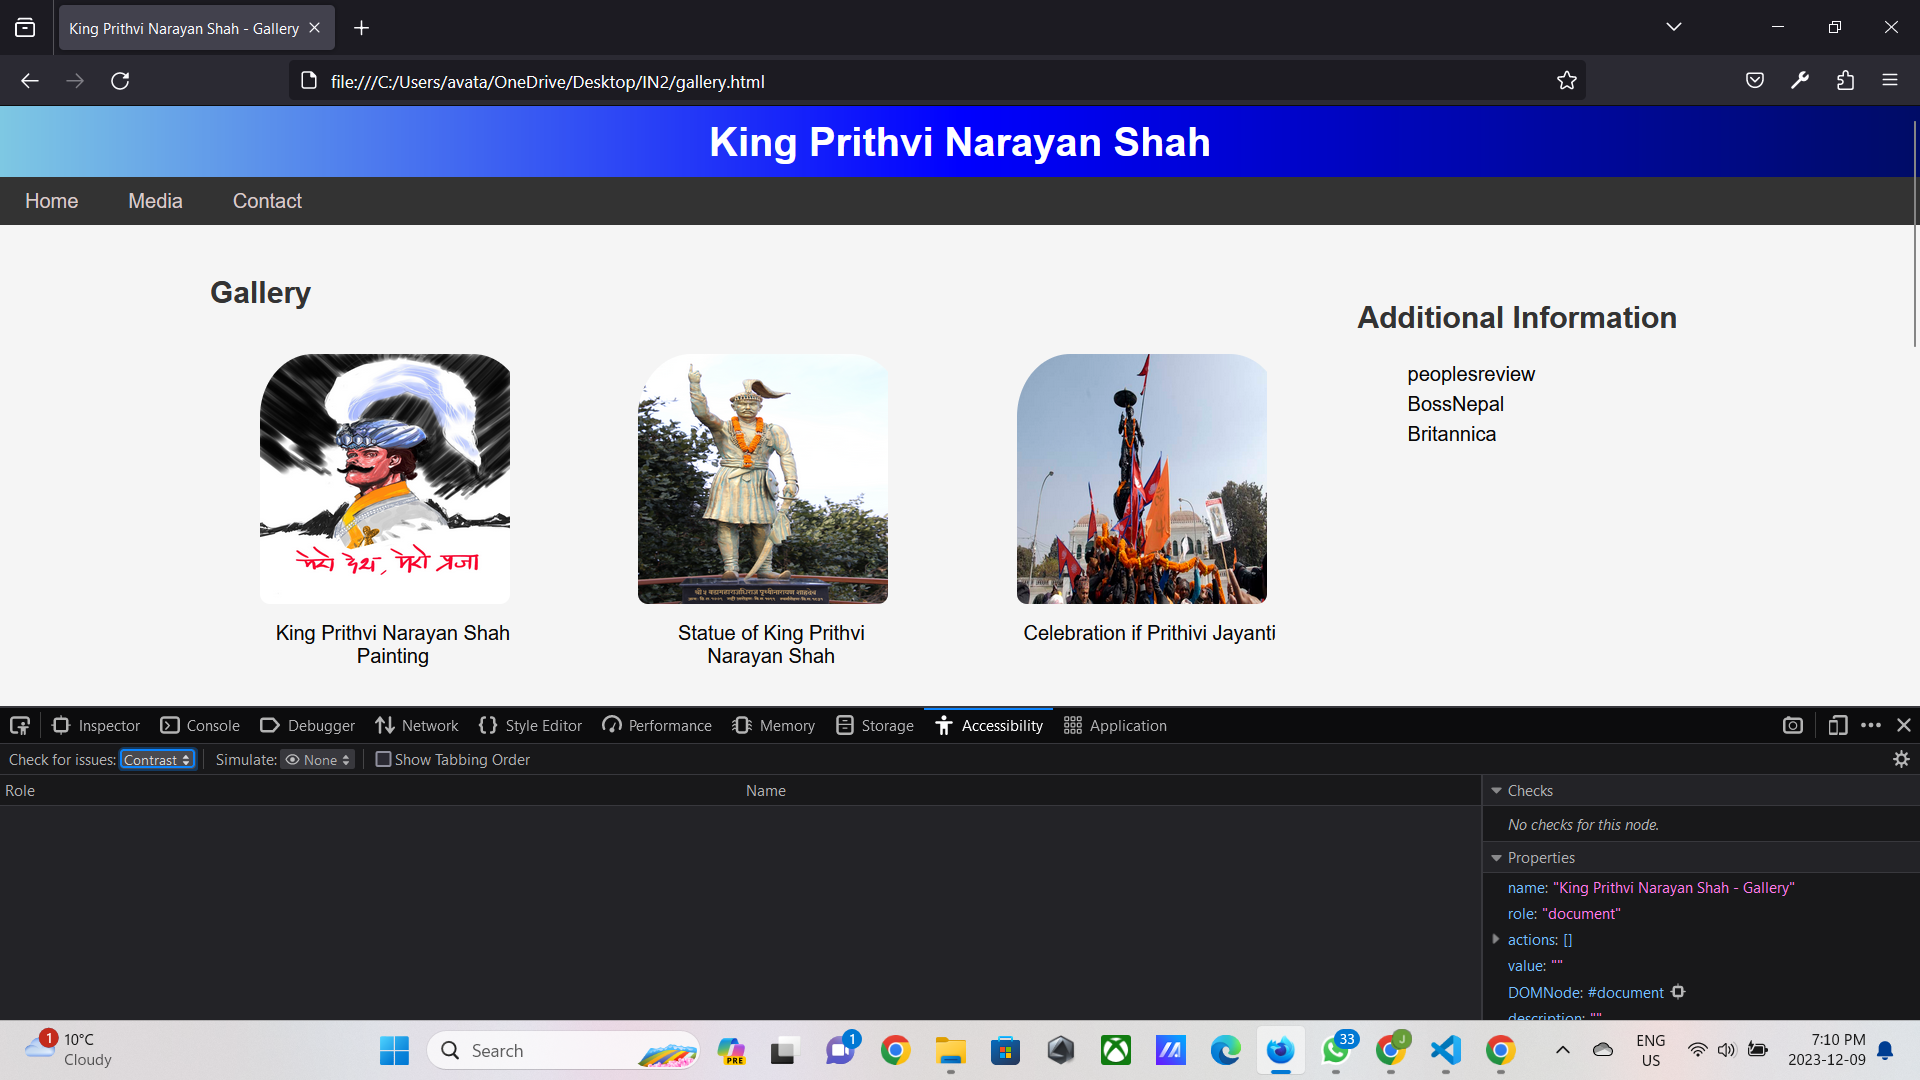 King Prithvi Narayan Shah - Gallery
file:///C:/Users/avata/OneDrive/Desktop/IN2/gallery.html
King Prithvi Narayan Shah
Home Media Contact
Gallery
Additional Information
peoplesreview
BossNepal
Britannica
मेरो देश, मेरो प्रजा
King Prithvi Narayan Shah
Painting
Statue of King Prithvi
Narayan Shah
Celebration if Prithivi Jayanti
Inspector Console Debugger Network Style Editor Performance Memory Storage Accessibility Application
Check for issues: Contrast Simulate: None Show Tabbing Order
Role Name
Checks
No checks for this node.
Properties
name: "King Prithvi Narayan Shah - Gallery"
role: "document"
actions: []
value: ""
DOMNode: #document
description: ""
1 10°C
Cloudy
Search
PRE
1
33
J
ENG
US
7:10 PM
2023-12-09